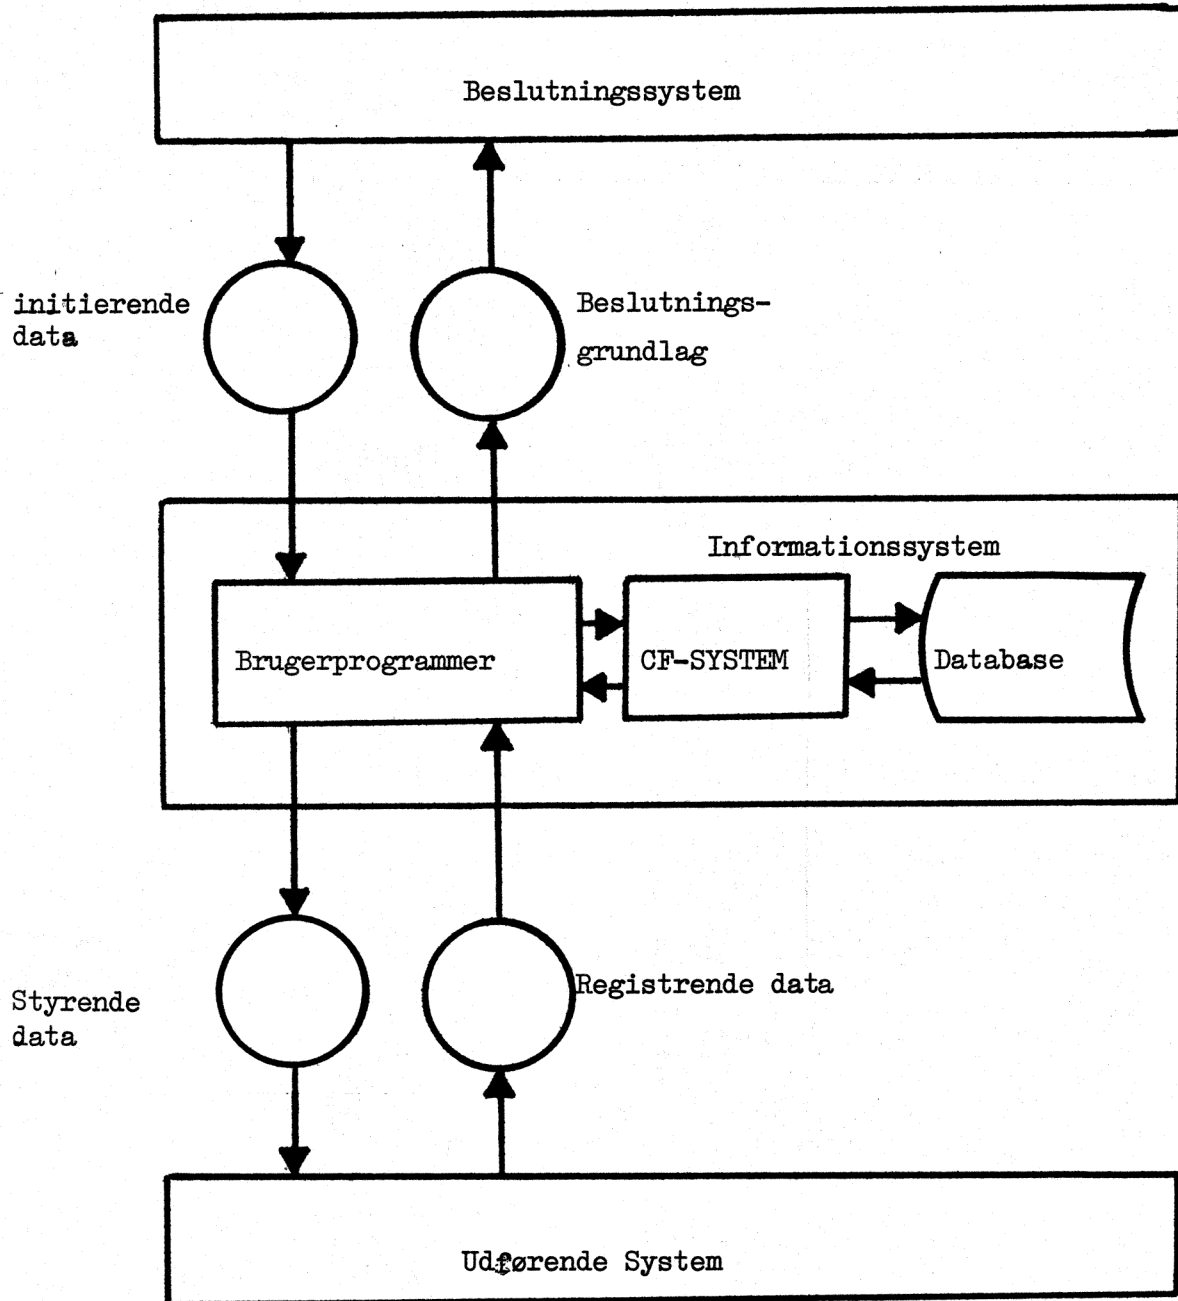 Beslutningssystem
initierende
data
Beslutnings-
grundlag
Informationssystem
Brugerprogrammer
CF-SYSTEM
Database
Styrende
data
Registrende data
Udførende System